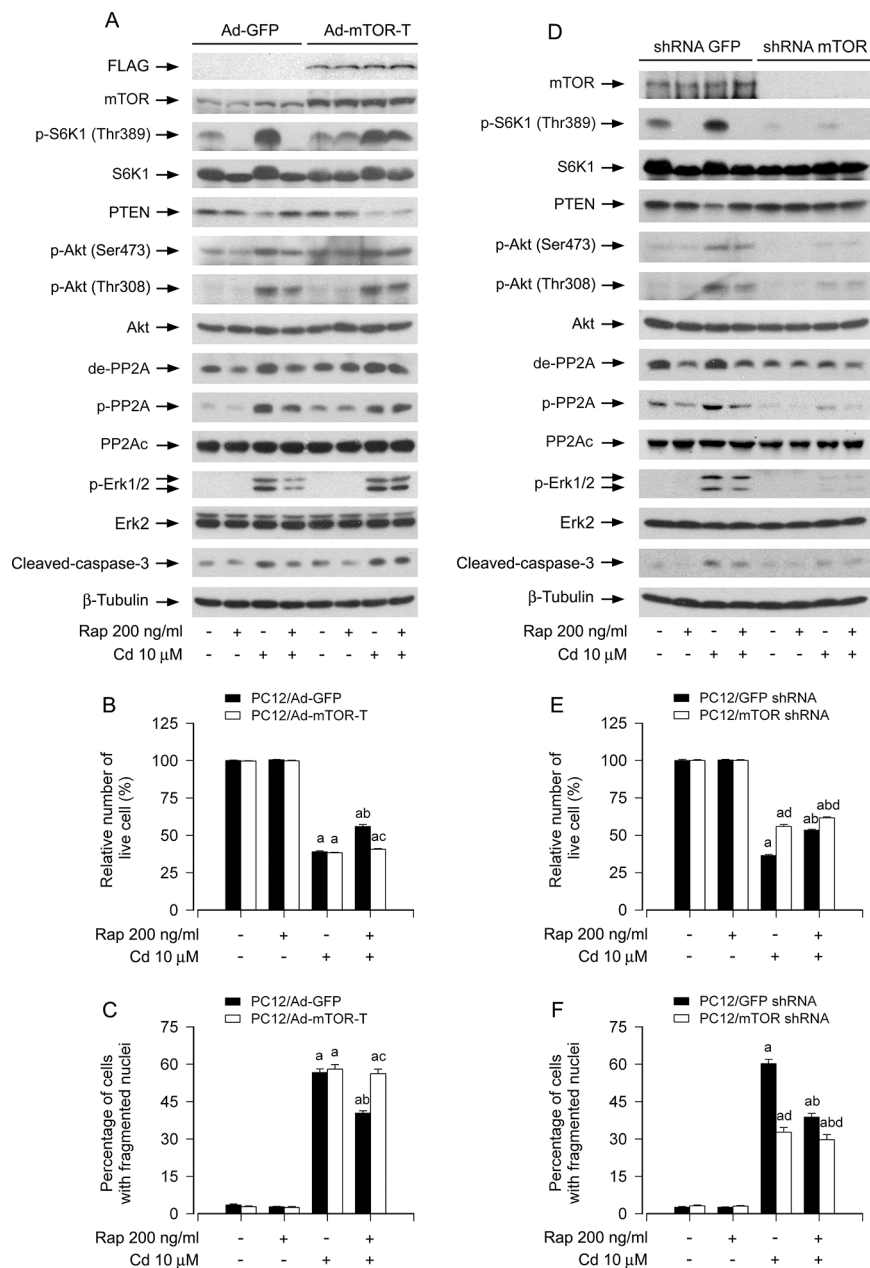 A
Ad-GFP Ad-mTOR-T
FLAG
mTOR
p-S6K1 (Thr389)
S6K1
PTEN
p-Akt (Ser473)
p-Akt (Thr308)
Akt
de-PP2A
p-PP2A
PP2Ac
p-Erk1/2
Erk2
Cleaved-caspase-3
β-Tubulin
Rap 200 ng/ml - + - + - + - +
Cd 10 μM - - + + - - + +
D
shRNA GFP shRNA mTOR
mTOR
p-S6K1 (Thr389)
S6K1
PTEN
p-Akt (Ser473)
p-Akt (Thr308)
Akt
de-PP2A
p-PP2A
PP2Ac
p-Erk1/2
Erk2
Cleaved-caspase-3
β-Tubulin
Rap 200 ng/ml - + - + - + - +
Cd 10 μM - - + + - - + +
B
PC12/Ad-GFP
PC12/Ad-mTOR-T
Relative number of
live cell (%)
125
100
75
50
25
0
a a ab ac
Rap 200 ng/ml - + - +
Cd 10 μM - - + +
E
PC12/GFP shRNA
PC12/mTOR shRNA
Relative number of
live cell (%)
125
100
75
50
25
0
a ad ab abd
Rap 200 ng/ml - + - +
Cd 10 μM - - + +
C
PC12/Ad-GFP
PC12/Ad-mTOR-T
Percentage of cells
with fragmented nuclei
75
60
45
30
15
0
a a ab ac
Rap 200 ng/ml - + - +
Cd 10 μM - - + +
F
PC12/GFP shRNA
PC12/mTOR shRNA
Percentage of cells
with fragmented nuclei
75
60
45
30
15
0
a ad ab abd
Rap 200 ng/ml - + - +
Cd 10 μM - - + +